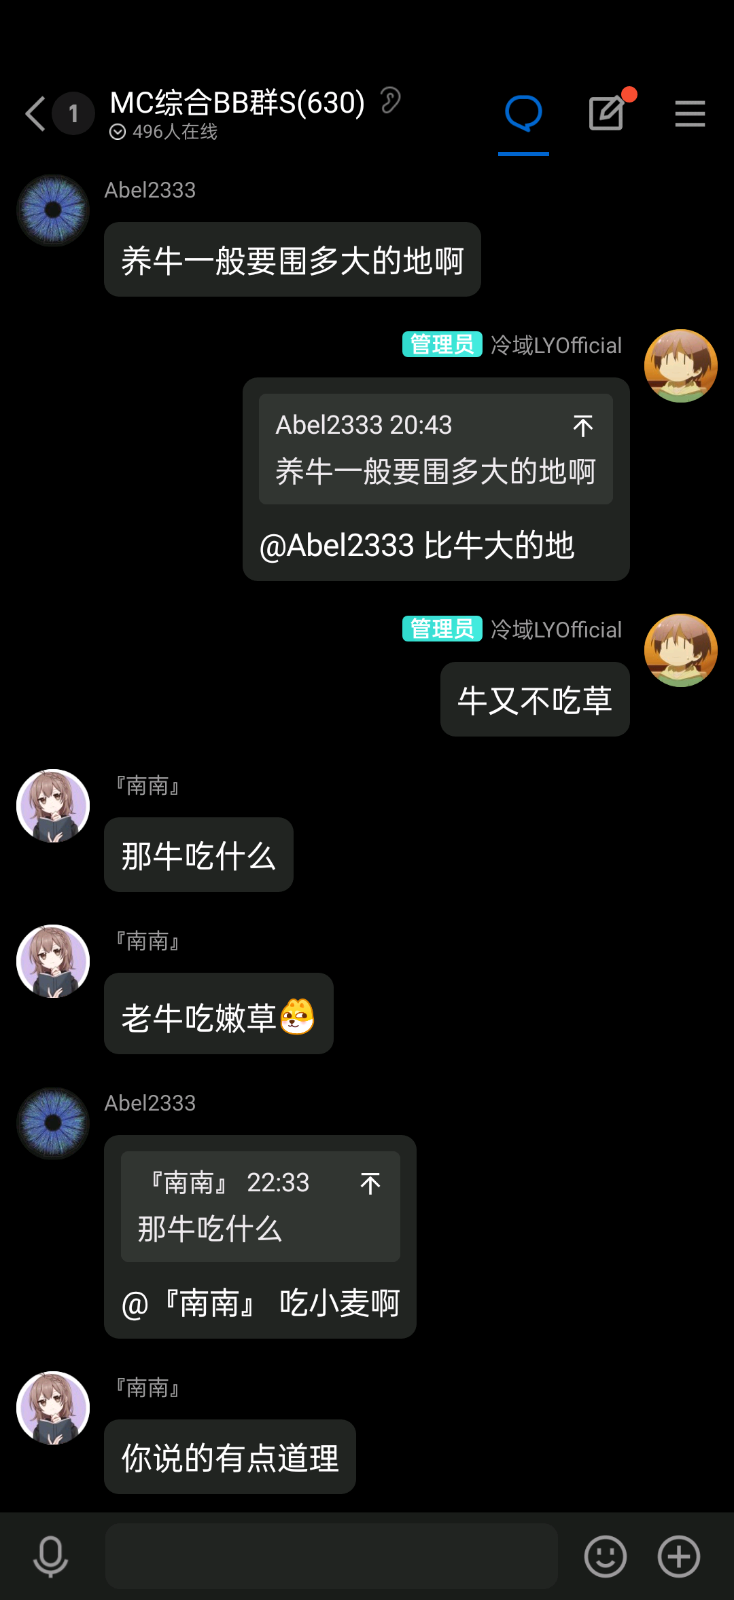 1
MC综合BB群S(630)
496人在线
Abel2333
养牛一般要围多大的地啊
管理员 冷域LYOfficial
Abel2333 20:43
养牛一般要围多大的地啊
@Abel2333 比牛大的地
管理员 冷域LYOfficial
牛又不吃草
『南南』
那牛吃什么
『南南』
老牛吃嫩草
Abel2333
『南南』 22:33
那牛吃什么
@『南南』 吃小麦啊
『南南』
你说的有点道理